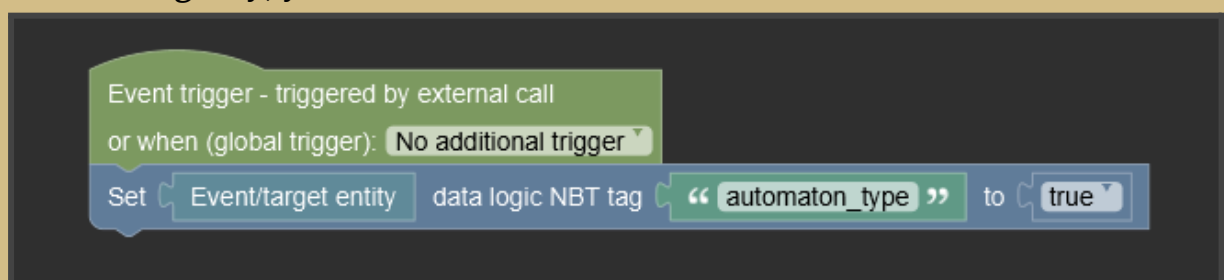 Event trigger - triggered by external call
or when (global trigger): No additional trigger
Set Event/target entity data logic NBT tag “ automaton_type ” to true